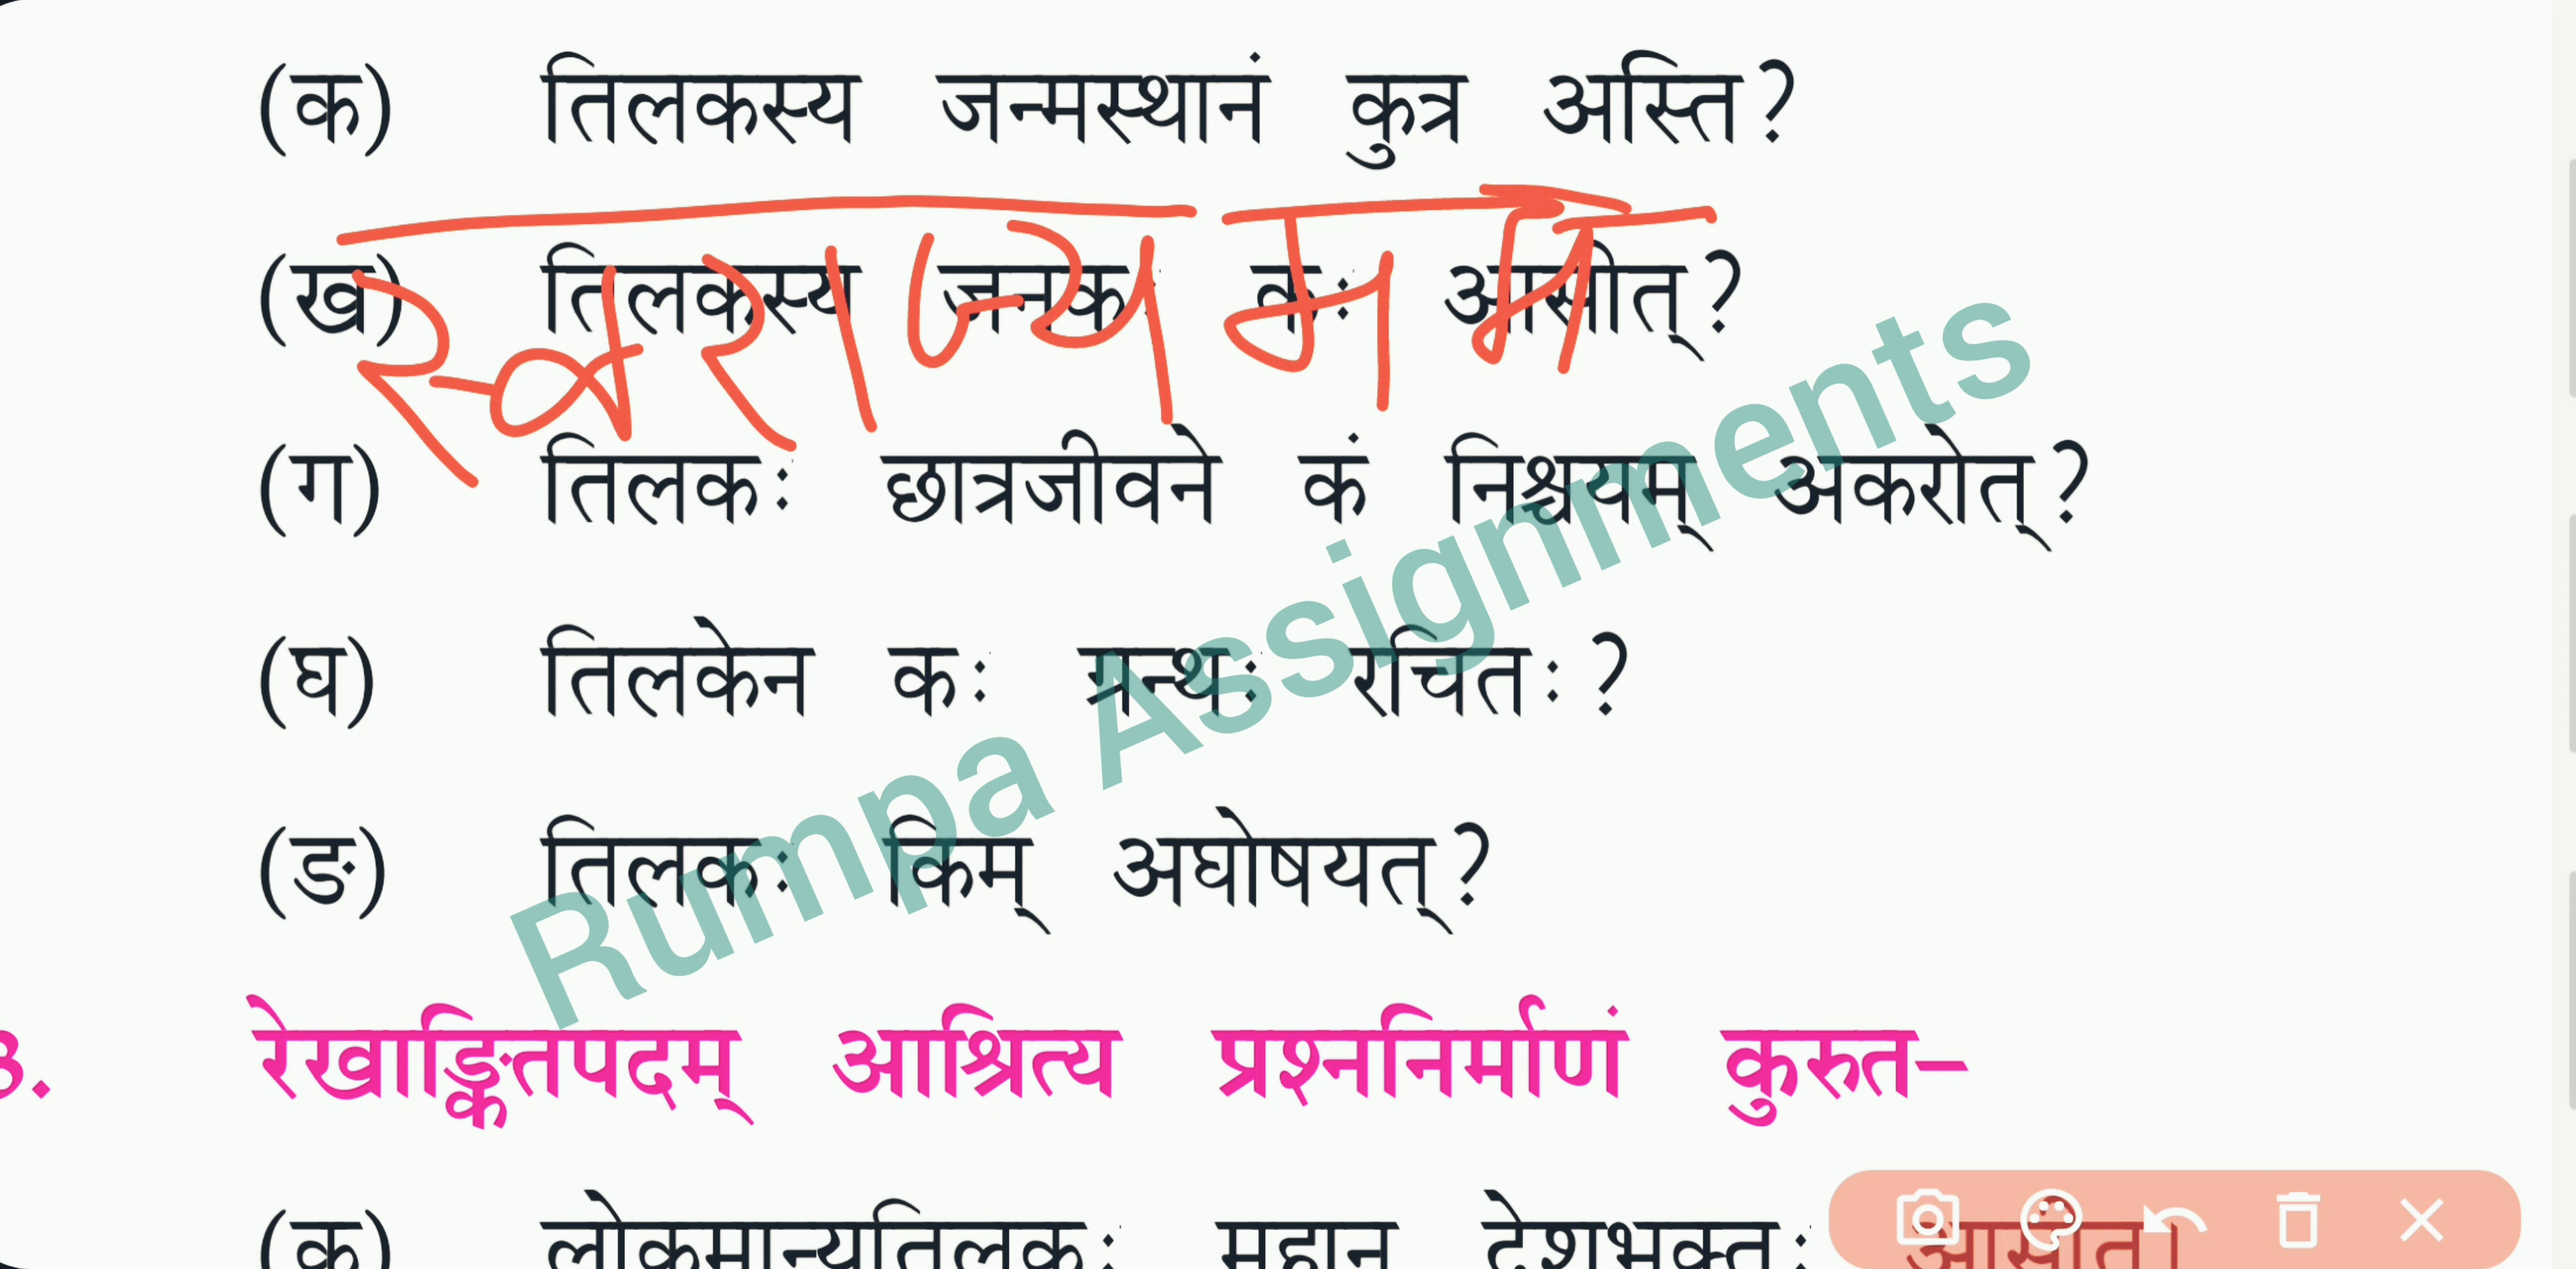 (क) तिलकस्य जन्मस्थानं कुत्र अस्ति?
स्वराज्य मम
(ख) तिलकस्य जनकः कः आसीत्?
(ग) तिलकः छात्रजीवने कं निश्चयम् अकरोत्?
(घ) तिलकेन कः ग्रन्थः रचितः?
(ङ) तिलकः किम् अघोषयत्?
Rumpa Assignments
3. रेखाङ्कितपदम् आश्रित्य प्रश्ननिर्माणं कुरुत–
(क) लोकमान्यतिलकः महान् देशभक्तः आसीत्।